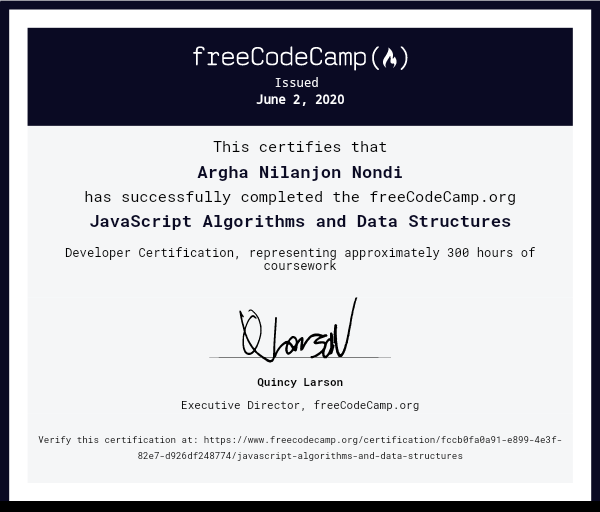 freeCodeCamp(🔥)
Issued
June 2, 2020
This certifies that
Argha Nilanjon Nondi
has successfully completed the freeCodeCamp.org
JavaScript Algorithms and Data Structures
Developer Certification, representing approximately 300 hours of
coursework
Q Larson
Quincy Larson
Executive Director, freeCodeCamp.org
Verify this certification at: https://www.freecodecamp.org/certification/fccb0fa0a91-e899-4e3f-
82e7-d926df248774/javascript-algorithms-and-data-structures